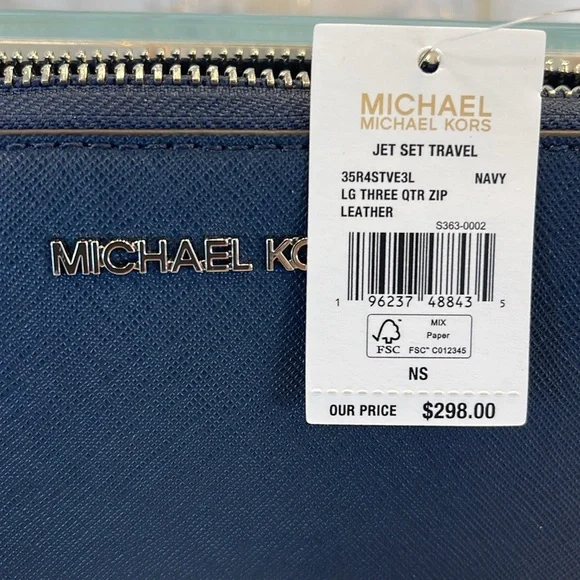 MICHAEL
MICHAEL KORS
JET SET TRAVEL
35R4STVE3L NAVY
LG THREE QTR ZIP
LEATHER
S363-0002
1 96237 48843 5
MIX
Paper
FSC FSC™ C012345
NS
OUR PRICE $298.00
MICHAEL KO